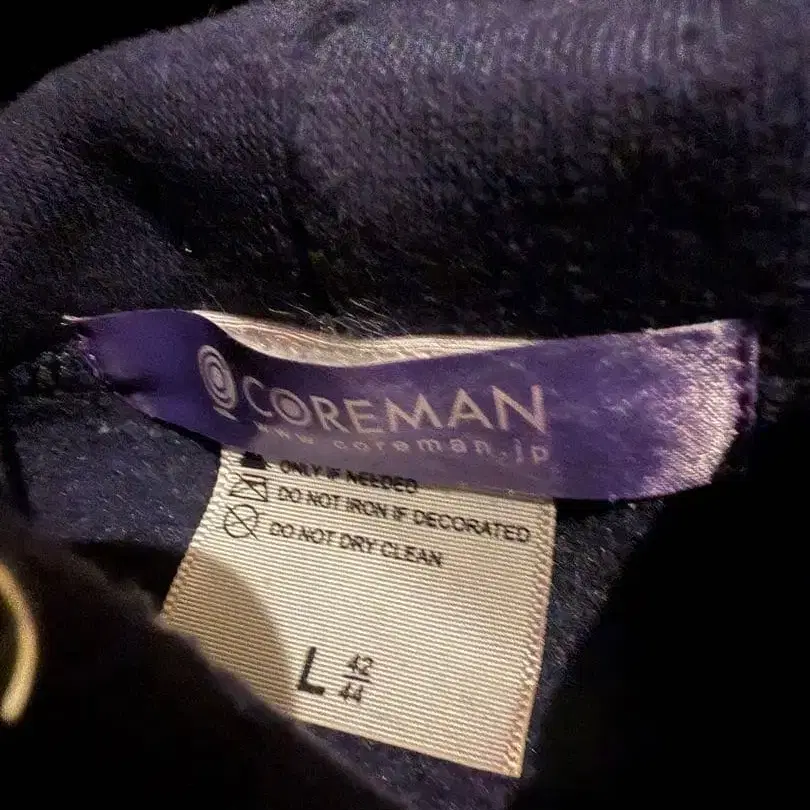 COREMAN
www.coreman.jp
ONLY IF NEEDED
DO NOT IRON IF DECORATED
DO NOT DRY CLEAN
L 42
44